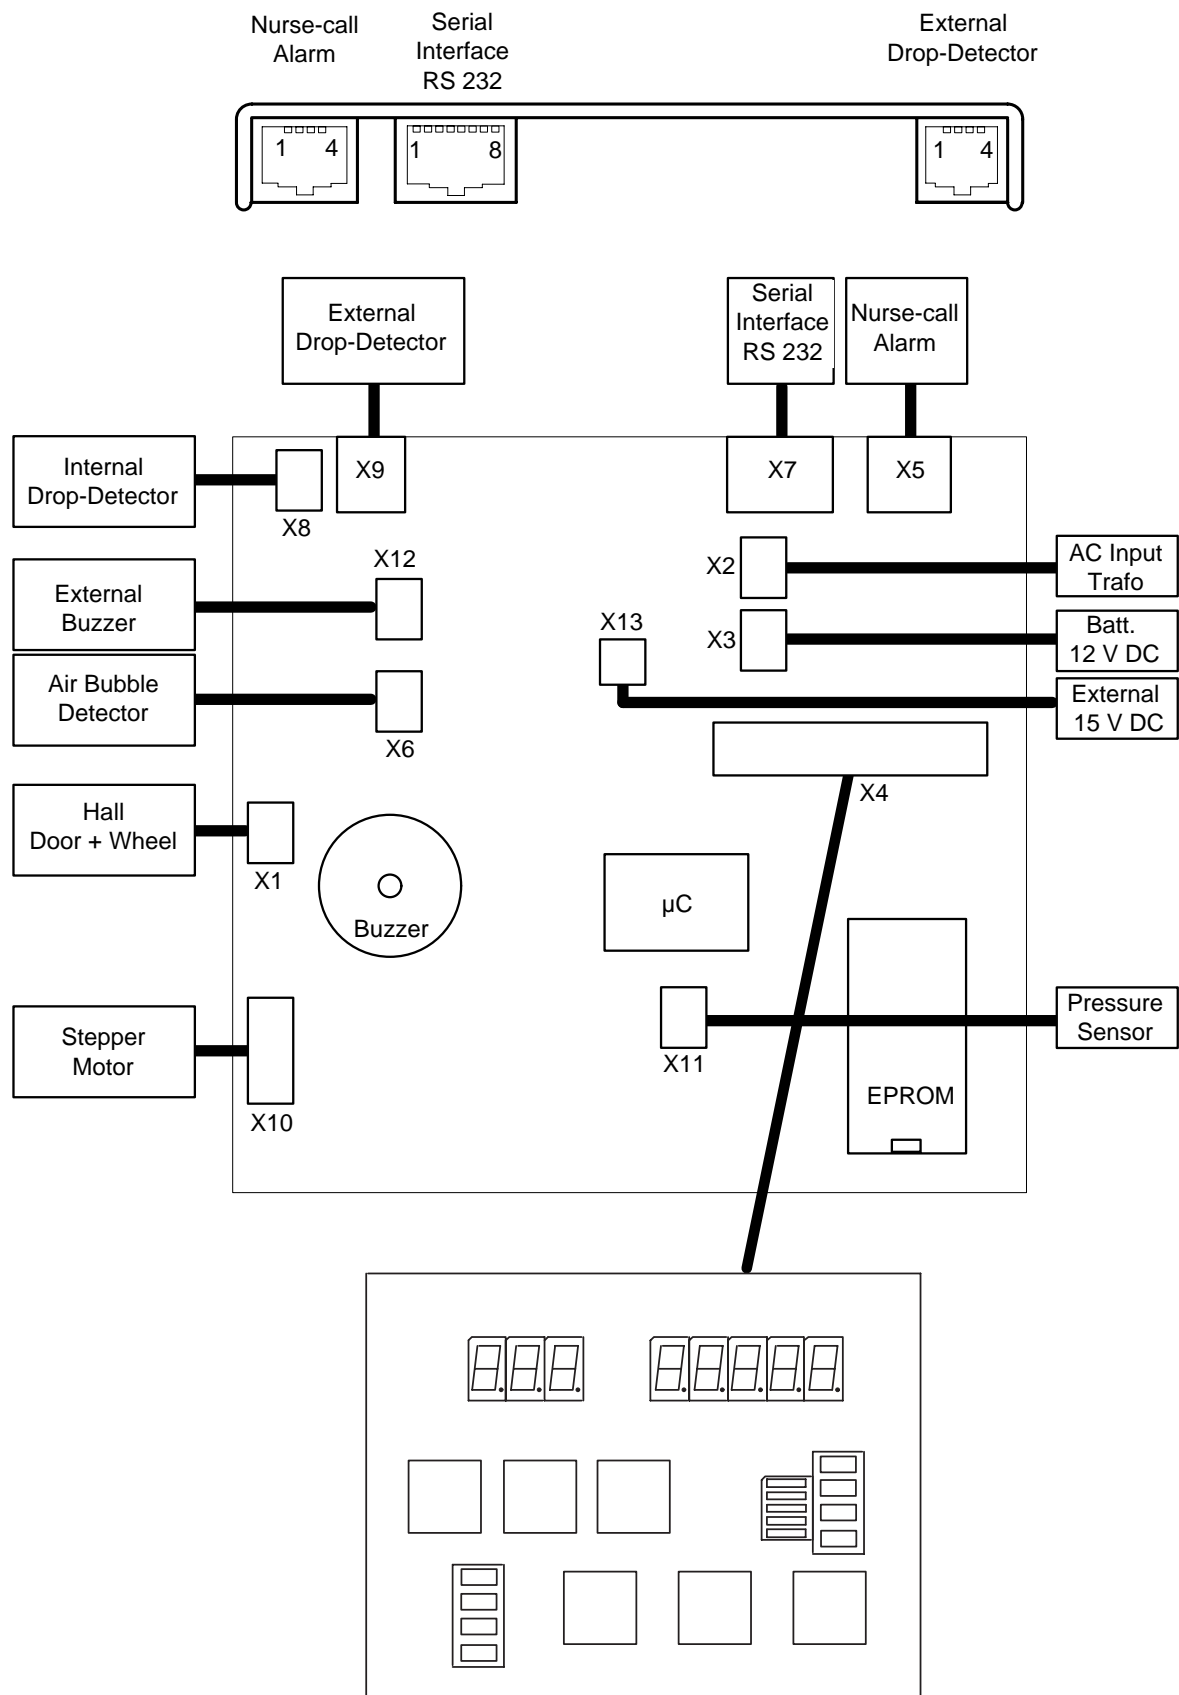 Nurse-call
Alarm
Serial
Interface
RS 232
External
Drop-Detector
1 4
1 8
1 4
External
Drop-Detector
Serial
Interface
RS 232
Nurse-call
Alarm
Internal
Drop-Detector
X8
X9
X7
X5
External
Buzzer
X12
X2
AC Input
Trafo
X13
X3
Batt.
12 V DC
Air Bubble
Detector
X6
External
15 V DC
X4
Hall
Door + Wheel
X1
Buzzer
µC
Stepper
Motor
X10
X11
EPROM
Pressure
Sensor